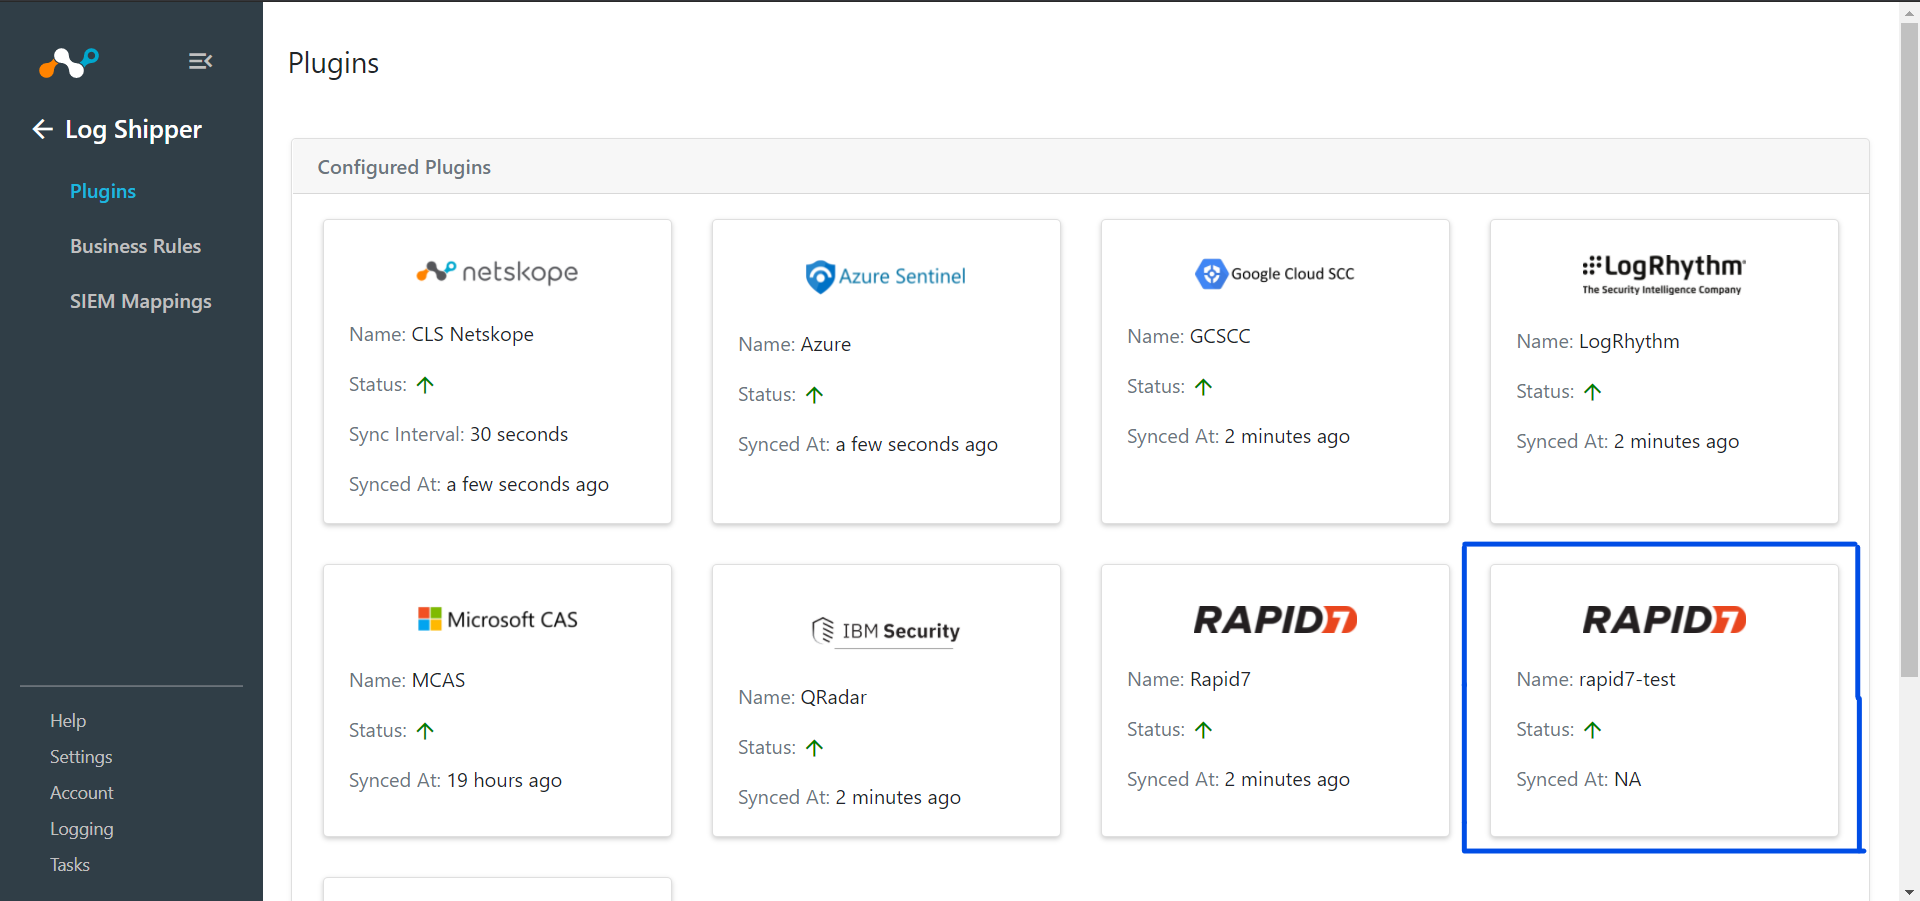 Plugins
Log Shipper
Plugins
Business Rules
SIEM Mappings
Help
Settings
Account
Logging
Tasks
Configured Plugins
netskope
Name: CLS Netskope
Status:
Sync Interval: 30 seconds
Synced At: a few seconds ago
Azure Sentinel
Name: Azure
Status:
Synced At: a few seconds ago
Google Cloud SCC
Name: GCSCC
Status:
Synced At: 2 minutes ago
LogRhythm
The Security Intelligence Company
Name: LogRhythm
Status:
Synced At: 2 minutes ago
Microsoft CAS
Name: MCAS
Status:
Synced At: 19 hours ago
IBM Security
Name: QRadar
Status:
Synced At: 2 minutes ago
RAPID7
Name: Rapid7
Status:
Synced At: 2 minutes ago
RAPID7
Name: rapid7-test
Status:
Synced At: NA